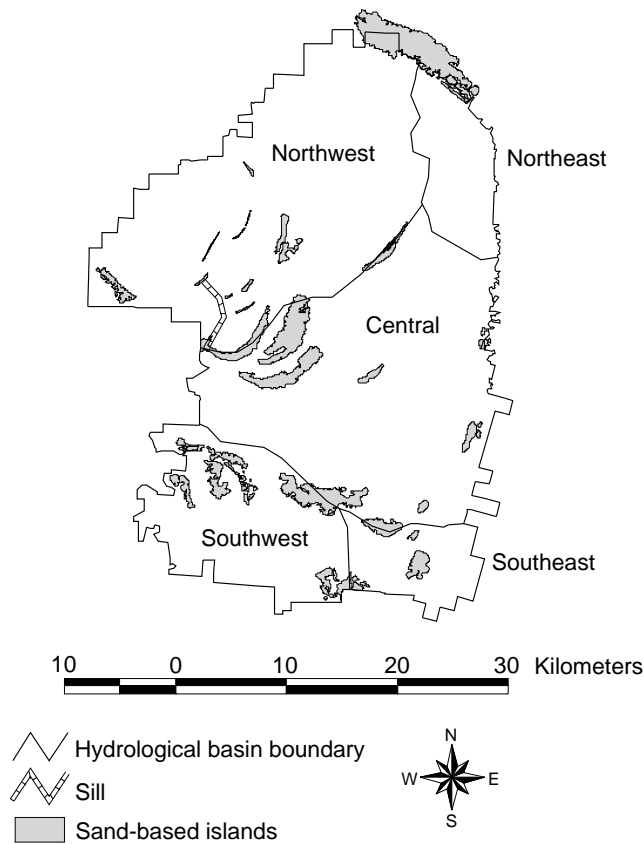 Northwest
Northeast
Central
Southwest
Southeast
10 0 10 20 30 Kilometers
Hydrological basin boundary
Sill
Sand-based islands
N
W E
S